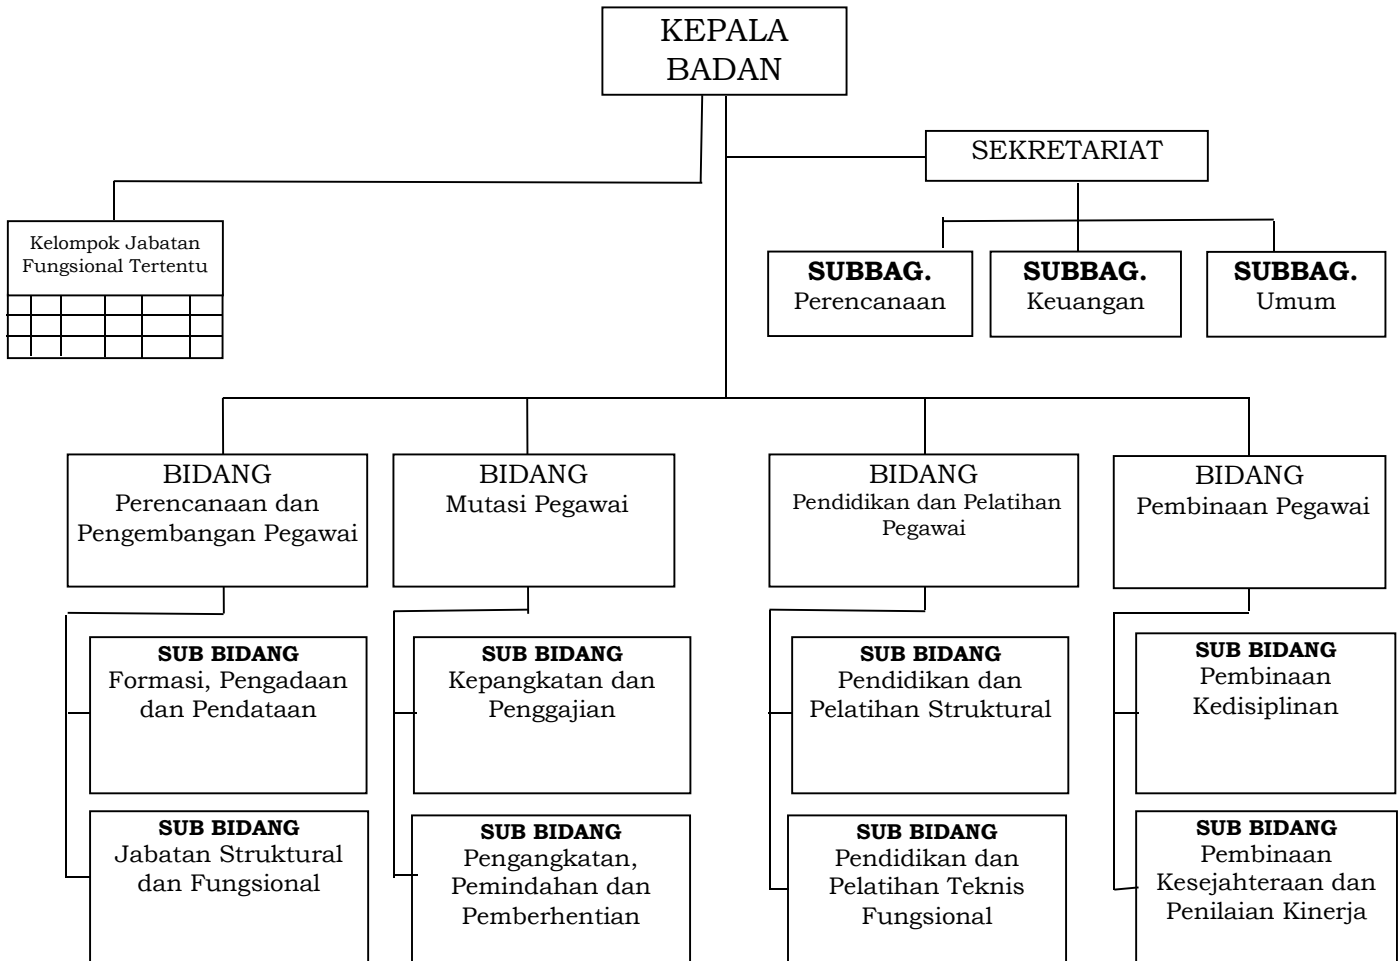 KEPALA
BADAN
SEKRETARIAT
Kelompok Jabatan
Fungsional Tertentu
SUBBAG.
Perencanaan
SUBBAG.
Keuangan
SUBBAG.
Umum
BIDANG
Perencanaan dan
Pengembangan Pegawai
BIDANG
Mutasi Pegawai
BIDANG
Pendidikan dan Pelatihan
Pegawai
BIDANG
Pembinaan Pegawai
SUB BIDANG
Formasi, Pengadaan
dan Pendataan
SUB BIDANG
Kepangkatan dan
Penggajian
SUB BIDANG
Pendidikan dan
Pelatihan Struktural
SUB BIDANG
Pembinaan
Kedisiplinan
SUB BIDANG
Jabatan Struktural
dan Fungsional
SUB BIDANG
Pengangkatan,
Pemindahan dan
Pemberhentian
SUB BIDANG
Pendidikan dan
Pelatihan Teknis
Fungsional
SUB BIDANG
Pembinaan
Kesejahteraan dan
Penilaian Kinerja